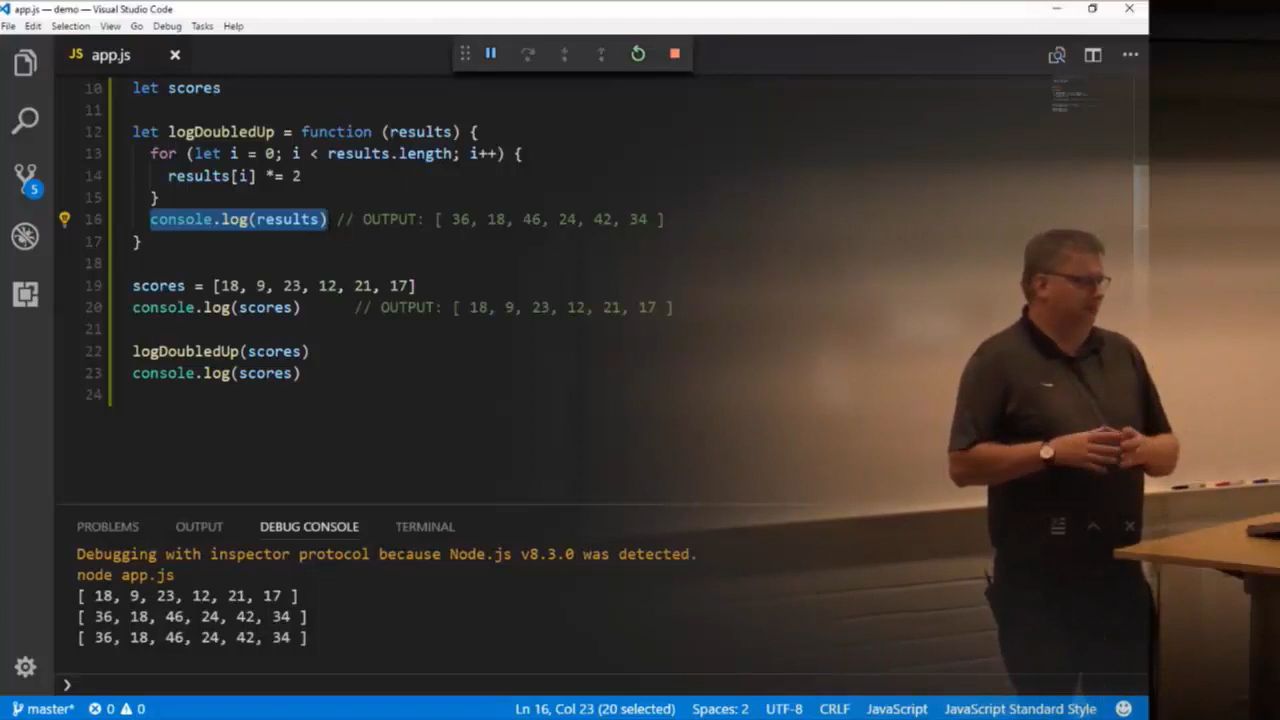 app.js — demo — Visual Studio Code
File Edit Selection View Go Debug Tasks Help
JS app.js
10 let scores
11
12 let logDoubledUp = function (results) {
13 for (let i = 0; i < results.length; i++) {
14 results[i] *= 2
15 }
16 console.log(results) // OUTPUT: [ 36, 18, 46, 24, 42, 34 ]
17 }
18
19 scores = [18, 9, 23, 12, 21, 17]
20 console.log(scores) // OUTPUT: [ 18, 9, 23, 12, 21, 17 ]
21
22 logDoubledUp(scores)
23 console.log(scores)
24
5
PROBLEMS OUTPUT DEBUG CONSOLE TERMINAL
Debugging with inspector protocol because Node.js v8.3.0 was detected.
node app.js
[ 18, 9, 23, 12, 21, 17 ]
[ 36, 18, 46, 24, 42, 34 ]
[ 36, 18, 46, 24, 42, 34 ]
master* 0 0 Ln 16, Col 23 (20 selected) Spaces: 2 UTF-8 CRLF JavaScript JavaScript Standard Style